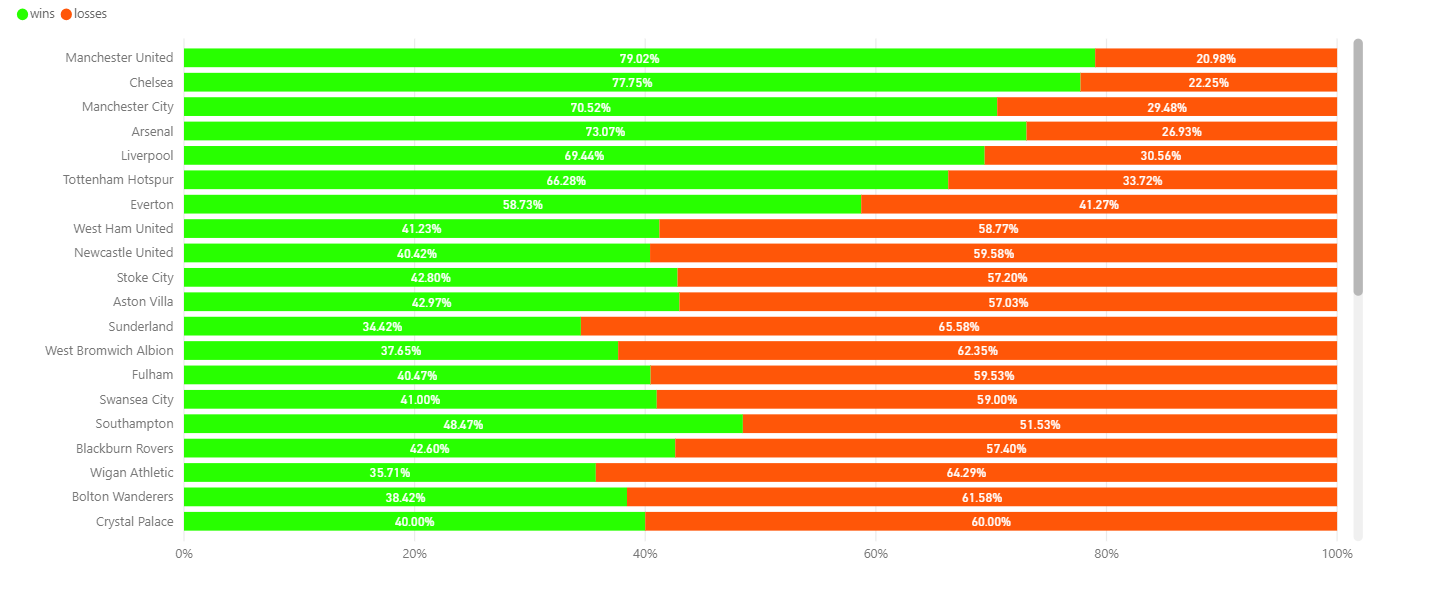 wins losses
Manchester United 79.02% 20.98%
Chelsea 77.75% 22.25%
Manchester City 70.52% 29.48%
Arsenal 73.07% 26.93%
Liverpool 69.44% 30.56%
Tottenham Hotspur 66.28% 33.72%
Everton 58.73% 41.27%
West Ham United 41.23% 58.77%
Newcastle United 40.42% 59.58%
Stoke City 42.80% 57.20%
Aston Villa 42.97% 57.03%
Sunderland 34.42% 65.58%
West Bromwich Albion 37.65% 62.35%
Fulham 40.47% 59.53%
Swansea City 41.00% 59.00%
Southampton 48.47% 51.53%
Blackburn Rovers 42.60% 57.40%
Wigan Athletic 35.71% 64.29%
Bolton Wanderers 38.42% 61.58%
Crystal Palace 40.00% 60.00%
0% 20% 40% 60% 80% 100%